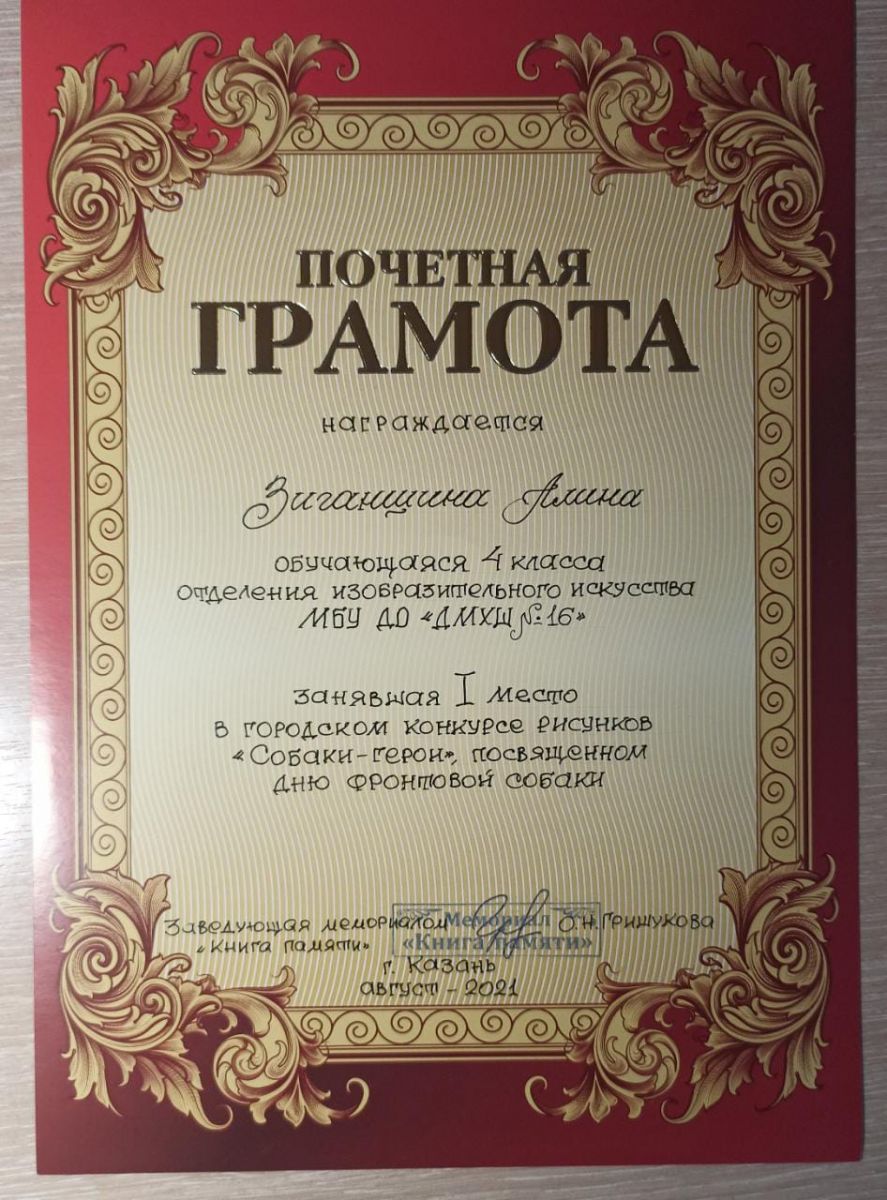 ПОЧЕТНАЯ
ГРАМОТА
награждается
Зиганшина Алина
обучающаяся 4 класса
отделения изобразительного искусства
МБУ ДО «ДМХШ №16»
занявшая I место
в городском конкурсе рисунков
«Собаки-герои», посвященном
Дню фронтовой собаки
Заведующая мемориалом О.Н.Гришукова
«Книга памяти»
Мемориал
«Книга памяти»
г. Казань
август - 2021